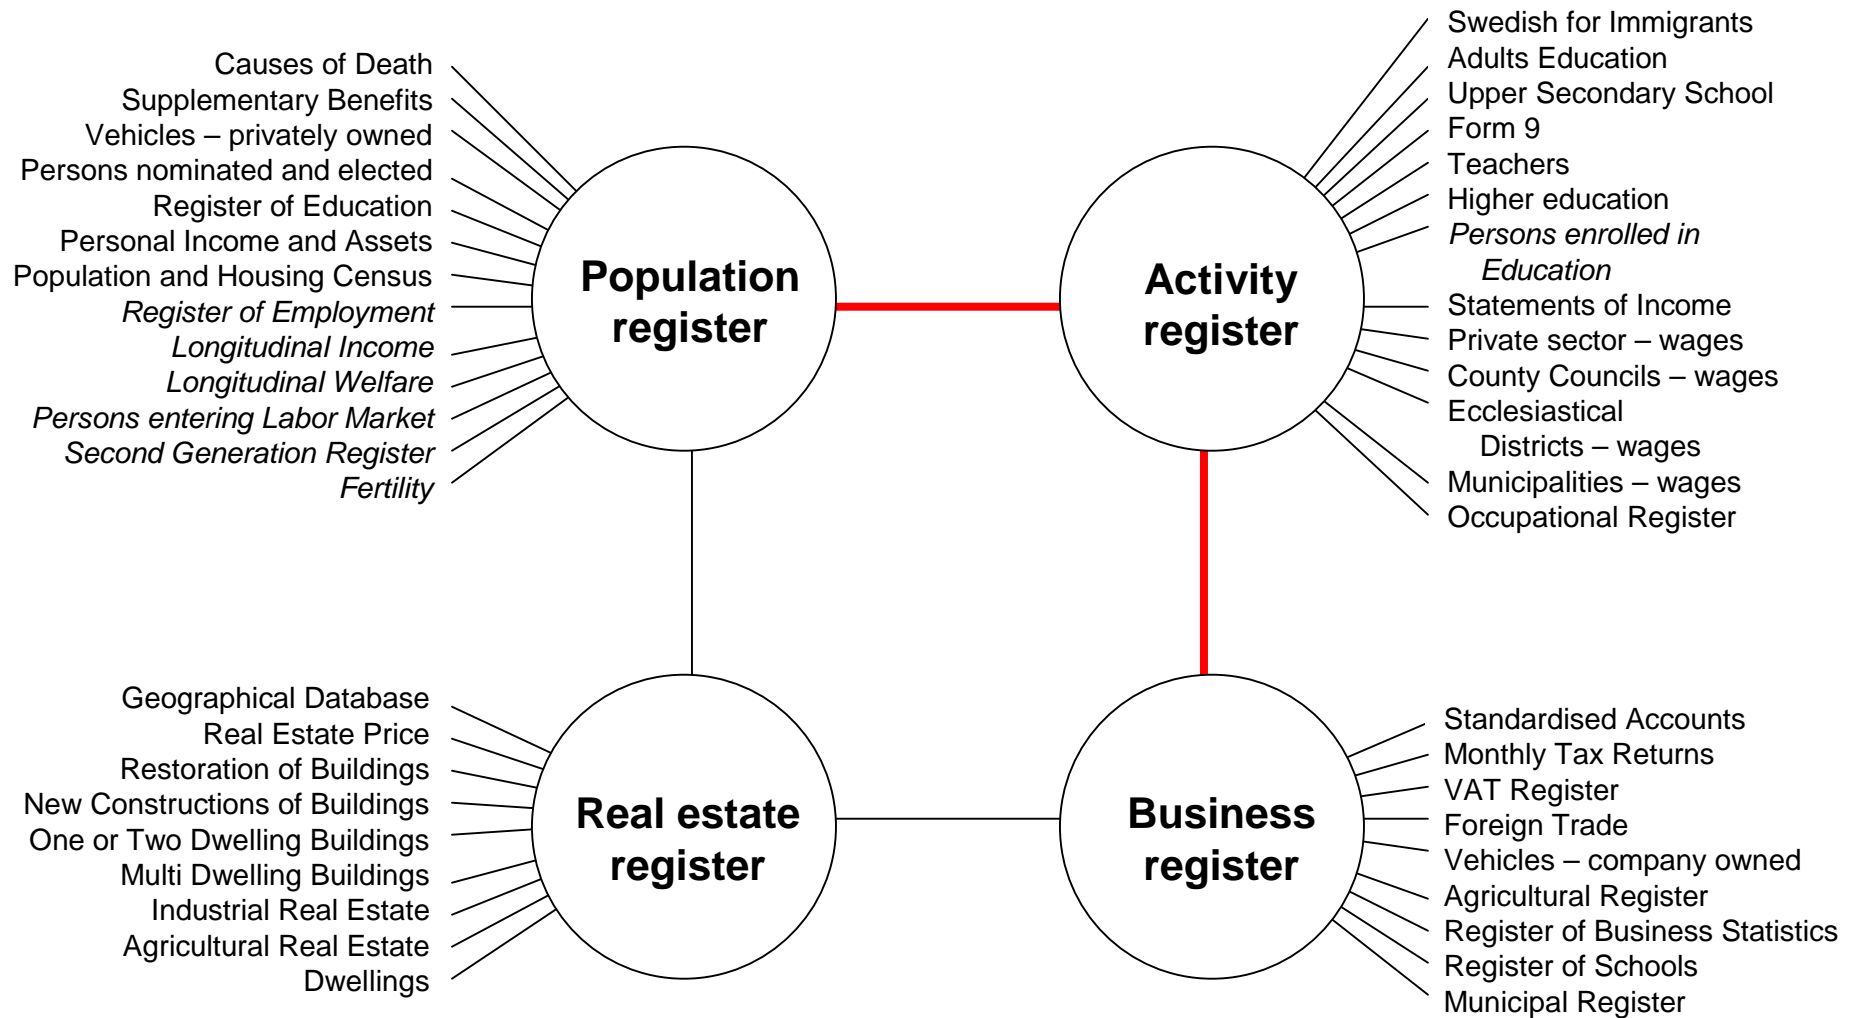 Causes of Death
Supplementary Benefits
Vehicles – privately owned
Persons nominated and elected
Register of Education
Personal Income and Assets
Population and Housing Census
Register of Employment
Longitudinal Income
Longitudinal Welfare
Persons entering Labor Market
Second Generation Register
Fertility
Population
register
Activity
register
Swedish for Immigrants
Adults Education
Upper Secondary School
Form 9
Teachers
Higher education
Persons enrolled in
Education
Statements of Income
Private sector – wages
County Councils – wages
Ecclesiastical
Districts – wages
Municipalities – wages
Occupational Register
Geographical Database
Real Estate Price
Restoration of Buildings
New Constructions of Buildings
One or Two Dwelling Buildings
Multi Dwelling Buildings
Industrial Real Estate
Agricultural Real Estate
Dwellings
Real estate
register
Business
register
Standardised Accounts
Monthly Tax Returns
VAT Register
Foreign Trade
Vehicles – company owned
Agricultural Register
Register of Business Statistics
Register of Schools
Municipal Register